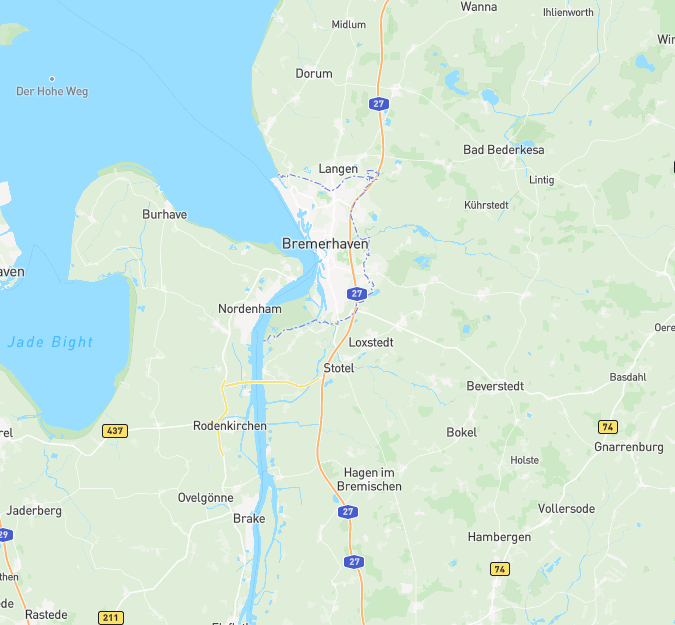 Wanna
Ihlienworth
Midlum
Dorum
Der Hohe Weg
27
Bad Bederkesa
Langen
Lintig
Kührstedt
Burhave
Bremerhaven
aven
27
Nordenham
Jade Bight
Loxstedt
Stotel
Basdahl
Beverstedt
Rodenkirchen
437
74
Bokel
Gnarrenburg
Holste
Hagen im
Bremischen
Ovelgönne
Jaderberg
27
Brake
Vollersode
29
Hambergen
27
74
Rastede
211